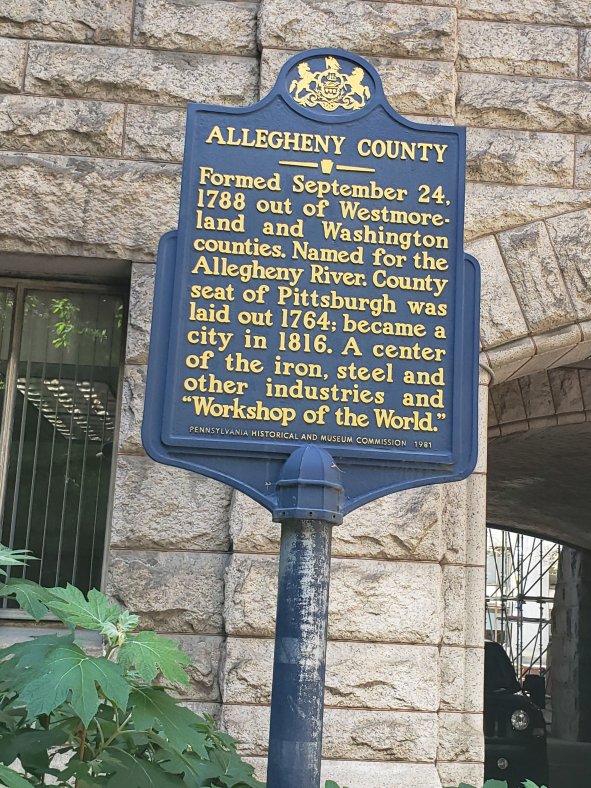 ALLEGHENY COUNTY
Formed September 24,
1788 out of Westmore-
land and Washington
counties. Named for the
Allegheny River. County
seat of Pittsburgh was
laid out 1764; became a
city in 1816. A center
of the iron, steel and
other industries and
"Workshop of the World."
PENNSYLVANIA HISTORICAL AND MUSEUM COMMISSION 1981